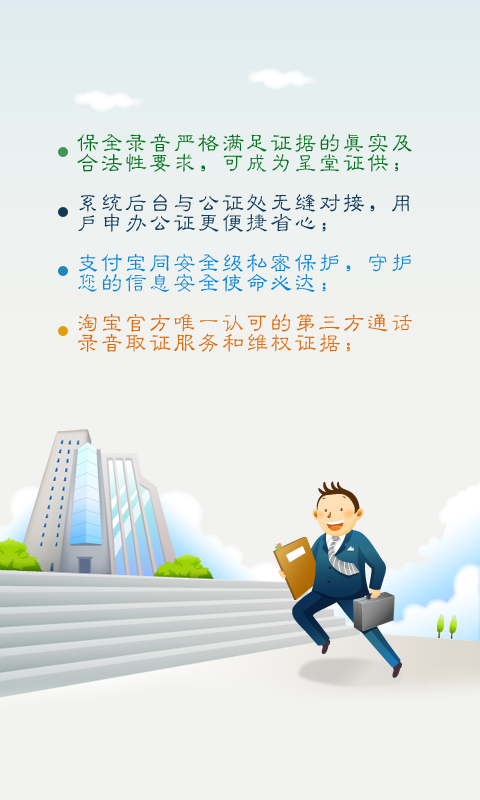 保全录音严格满足证据的真实及
合法性要求，可成为呈堂证供；
系统后台与公证处无缝对接，用
户申办公证更便捷省心；
支付宝同安全级私密保护，守护
您的信息安全使命必达；
淘宝官方唯一认可的第三方通话
录音取证服务和维权证据；